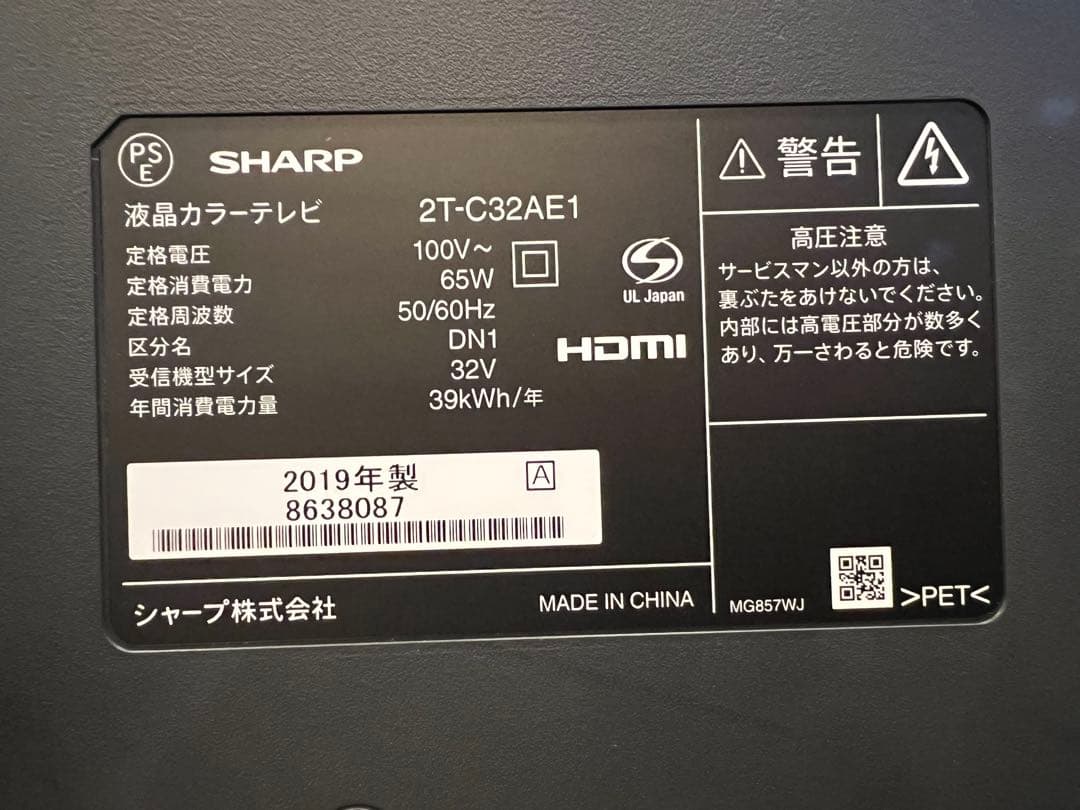 PS
E
SHARP
液晶カラーテレビ 2T-C32AE1
定格電圧 100V～
定格消費電力 65W
定格周波数 50/60Hz
区分名 DN1
受信機型サイズ 32V
年間消費電力量 39kWh/年
UL Japan
HDMI
2019年製 A
8638087
シャープ株式会社 MADE IN CHINA
警告
高圧注意
サービスマン以外の方は、
裏ぶたをあけないでください。
内部には高電圧部分が数多く
あり、万一さわると危険です。
MG857WJ
>PET<